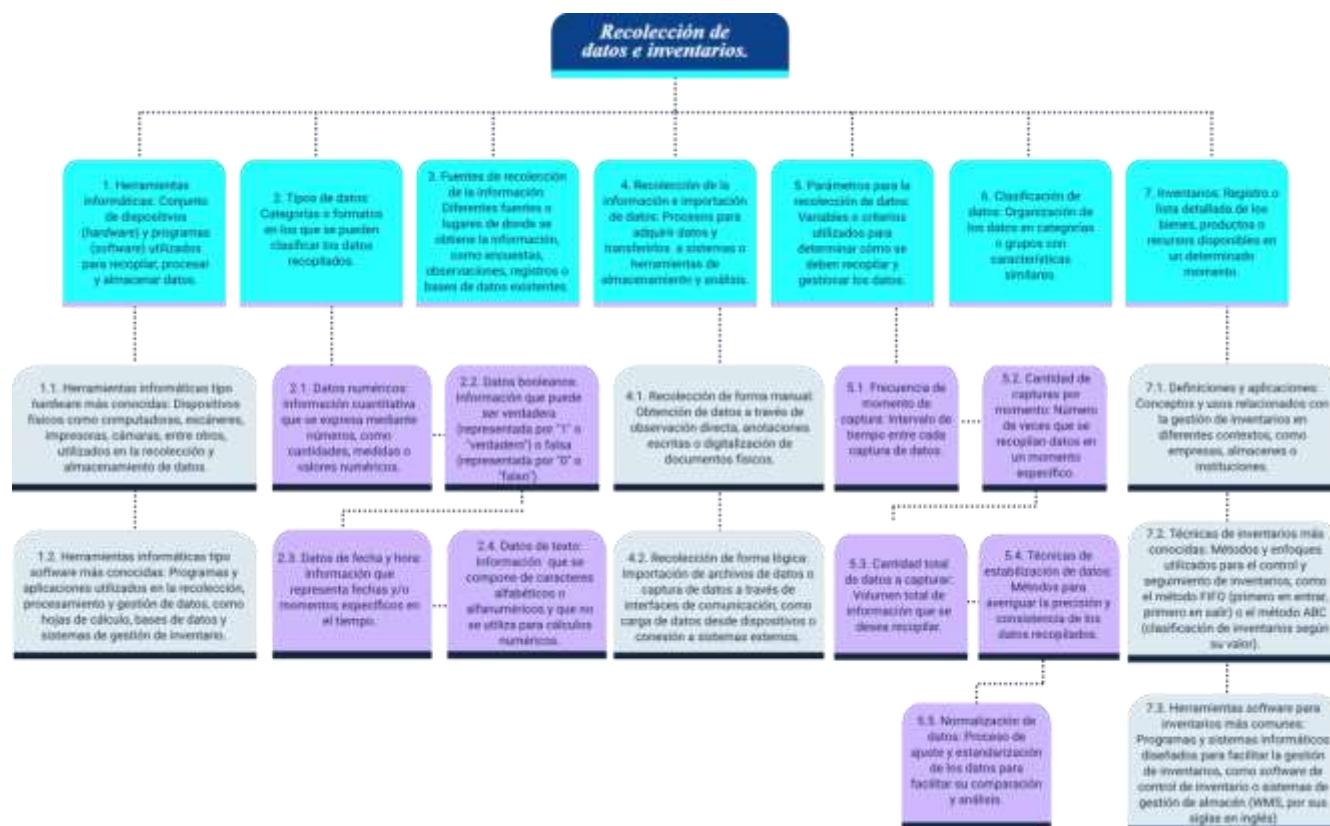 Recolección de
datos e inventarios.
1. Herramientas
informáticas: Conjunto
de dispositivos
(hardware) y programas
(software) utilizados
para recopilar, procesar
y almacenar datos.
2. Tipos de datos:
Categorías o formatos
en los que se pueden
clasificar los datos
recopilados.
3. Fuentes de recolección
de la información:
Diferentes fuentes o
lugares de donde se
obtiene la información,
como encuestas,
observaciones, registros o
bases de datos existentes.
4. Recolección de la
información e importación
de datos: Procesos para
adquirir datos y
transferirlos a sistemas o
herramientas de
almacenamiento y análisis.
5. Parámetros para la
recolección de datos:
Variables o criterios
utilizados para
determinar cómo se
deben recopilar y
gestionar los datos.
6. Clasificación de
datos: Organización de
los datos en categorías
o grupos con
características
similares.
7. Inventarios: Registro o
lista detallada de los
bienes, productos o
recursos disponibles en
un determinado
momento.
1.1. Herramientas informáticas tipo
hardware más conocidas: Dispositivos
físicos como computadoras, escáneres,
impresoras, cámaras, entre otros,
utilizados en la recolección y
almacenamiento de datos.
2.1. Datos numéricos:
Información cuantitativa
que se expresa mediante
números, como
cantidades, medidas o
valores numéricos.
2.2. Datos booleanos:
Información que puede
ser verdadera
(representada por "1" o
"verdadero") o falsa
(representada por "0" o
"falso").
4.1. Recolección de forma manual:
Obtención de datos a través de
observación directa, anotaciones
escritas o digitalización de
documentos físicos.
5.1. Frecuencia de
momento de
captura: Intervalo de
tiempo entre cada
captura de datos.
5.2. Cantidad de
capturas por
momento: Número
de veces que se
recopilan datos en
un momento
específico.
7.1. Definiciones y aplicaciones:
Conceptos y usos relacionados con
la gestión de inventarios en
diferentes contextos, como
empresas, almacenes o
instituciones.
1.2. Herramientas informáticas tipo
software más conocidas: Programas y
aplicaciones utilizados en la recolección,
procesamiento y gestión de datos, como
hojas de cálculo, bases de datos y
sistemas de gestión de inventario.
2.3. Datos de fecha y hora:
Información que
representa fechas y/o
momentos específicos en
el tiempo.
2.4. Datos de texto:
Información que se
compone de caracteres
alfabéticos o
alfanuméricos y que no
se utiliza para cálculos
numéricos.
4.2. Recolección de forma lógica:
Importación de archivos de datos o
captura de datos a través de
interfaces de comunicación, como
carga de datos desde dispositivos o
conexión a sistemas externos.
5.3. Cantidad total
de datos a capturar:
Volumen total de
información que se
desea recopilar.
5.4. Técnicas de
estabilización de datos:
Métodos para
averiguar la precisión y
consistencia de los
datos recopilados.
7.2. Técnicas de inventarios más
conocidas: Métodos y enfoques
utilizados para el control y
seguimiento de inventarios, como
el método FIFO (primero en entrar,
primero en salir) o el método ABC
(clasificación de inventarios según
su valor).
5.5. Normalización de
datos: Proceso de
ajuste y estandarización
de los datos para
facilitar su comparación
y análisis.
7.3. Herramientas software para
inventarios más comunes:
Programas y sistemas informáticos
diseñados para facilitar la gestión
de inventarios, como software de
control de inventario o sistemas de
gestión de almacén (WMS, por sus
siglas en inglés)